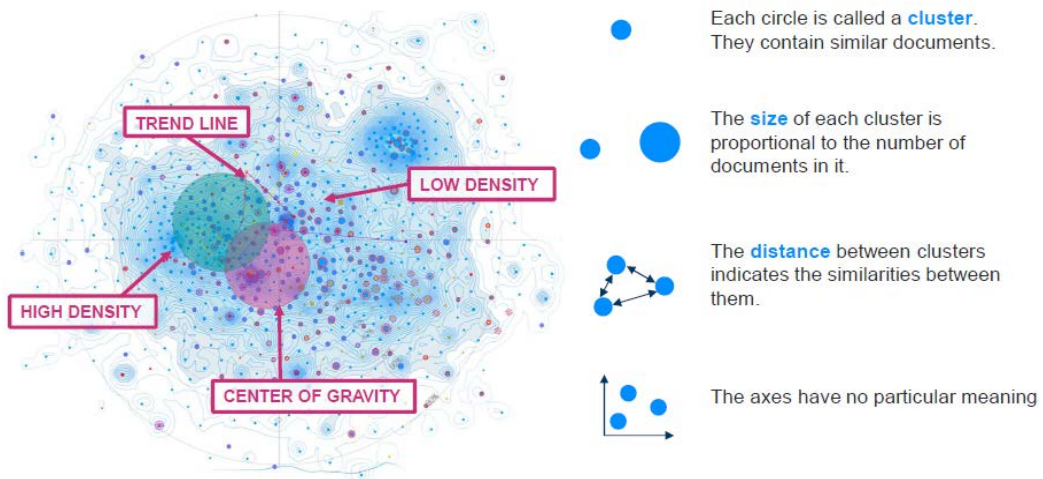 TREND LINE
LOW DENSITY
HIGH DENSITY
CENTER OF GRAVITY
Each circle is called a cluster.
They contain similar documents.
The size of each cluster is
proportional to the number of
documents in it.
The distance between clusters
indicates the similarities between
them.
The axes have no particular meaning